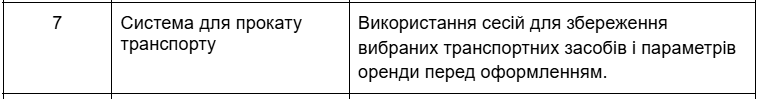 7
Система для прокату
транспорту
Використання сесій для збереження
вибраних транспортних засобів і параметрів
оренди перед оформленням.